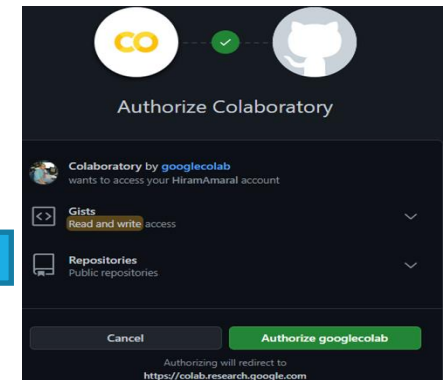 CO
Authorize Colaboratory
Colaboratory by googlecolab
wants to access your HiramAmaral account
Gists
Read and write access
Repositories
Public repositories
Cancel
Authorize googlecolab
Authorizing will redirect to
https://colab.research.google.com